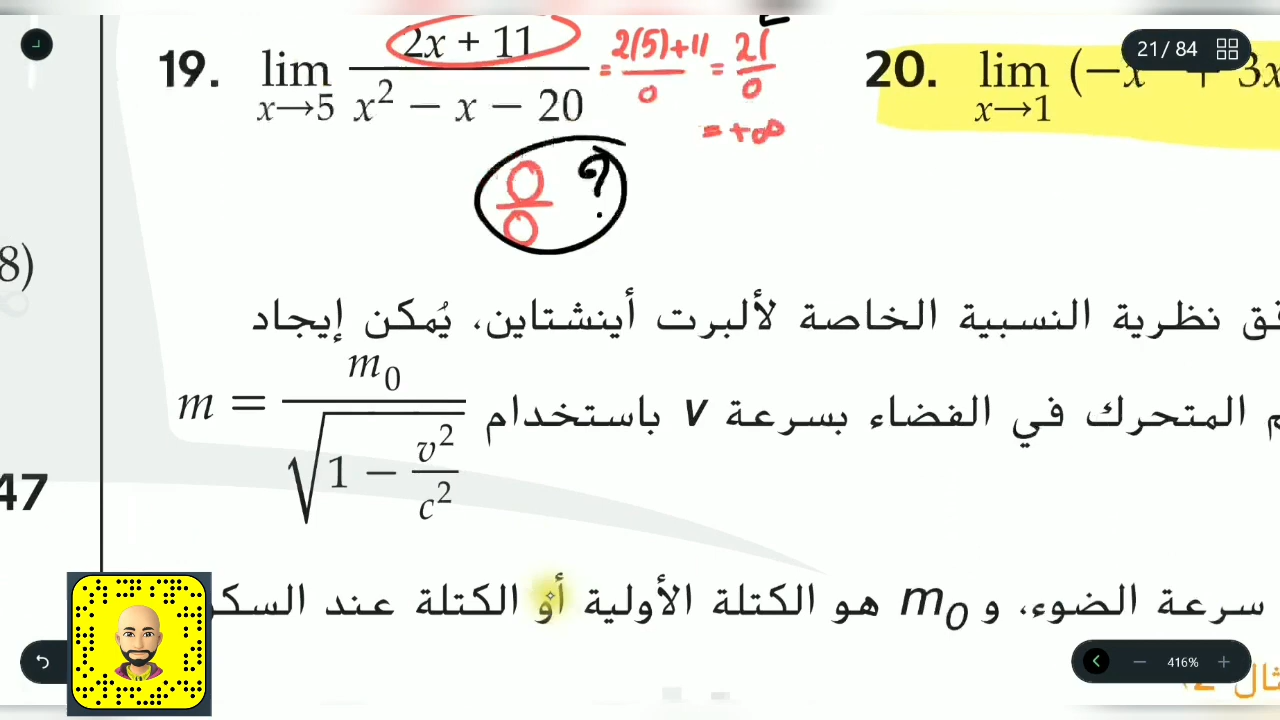 21 / 84
19. lim x→5 (2x + 11)/(x² − x − 20) = (2(5)+11)/0 = 21/0
= +∞
20. lim x→1 (−x + 3x
0/0 ?
8)
نظرية النسبية الخاصة لألبرت أينشتاين، يُمكن إيجاد
المتحرك في الفضاء بسرعة v باستخدام m = m₀/√(1 − v²/c²)
47
سرعة الضوء، و m₀ هو الكتلة الأولية أو الكتلة عند
416%